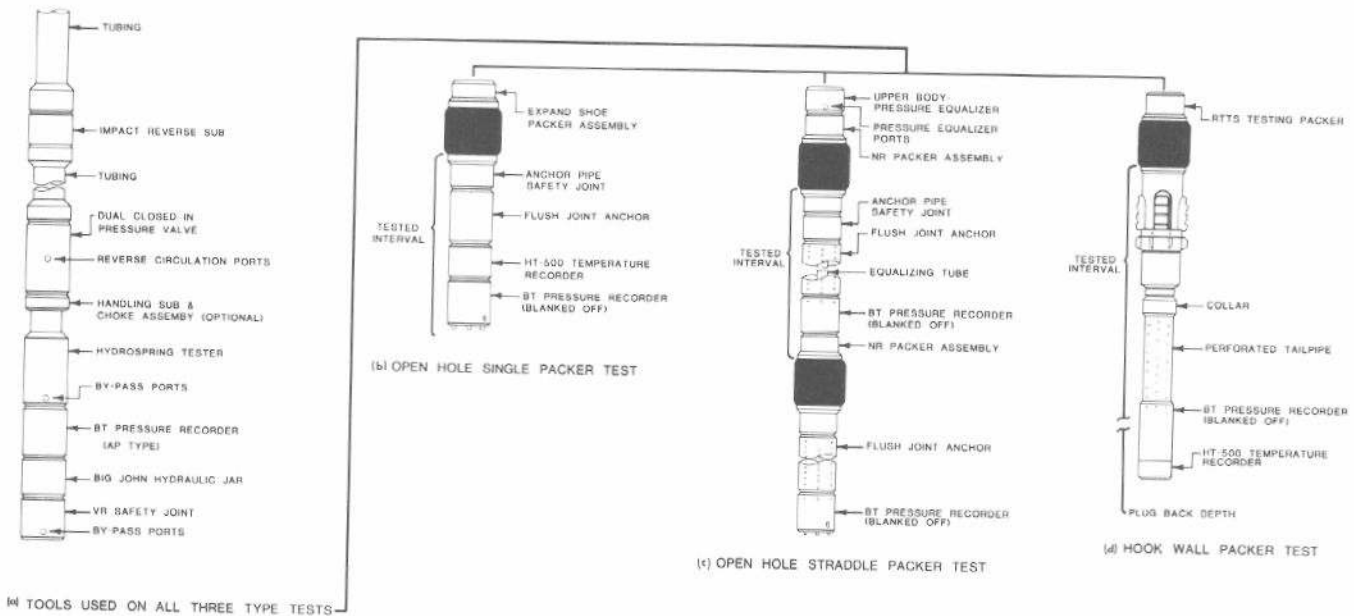 TUBING
IMPACT REVERSE SUB
TUBING
DUAL CLOSED IN
PRESSURE VALVE
REVERSE CIRCULATION PORTS
HANDLING SUB &
CHOKE ASSEMBY (OPTIONAL)
HYDROSPRING TESTER
BY-PASS PORTS
BT PRESSURE RECORDER
(AP TYPE)
BIG JOHN HYDRAULIC JAR
VR SAFETY JOINT
BY-PASS PORTS
(a) TOOLS USED ON ALL THREE TYPE TESTS
EXPAND SHOE
PACKER ASSEMBLY
ANCHOR PIPE
SAFETY JOINT
TESTED
INTERVAL
FLUSH JOINT ANCHOR
HT-500 TEMPERATURE
RECORDER
BT PRESSURE RECORDER
(BLANKED OFF)
(b) OPEN HOLE SINGLE PACKER TEST
UPPER BODY-
PRESSURE EQUALIZER
PRESSURE EQUALIZER
PORTS
NR PACKER ASSEMBLY
ANCHOR PIPE
SAFETY JOINT
FLUSH JOINT ANCHOR
TESTED
INTERVAL
EQUALIZING TUBE
BT PRESSURE RECORDER
(BLANKED OFF)
NR PACKER ASSEMBLY
FLUSH JOINT ANCHOR
BT PRESSURE RECORDER
(BLANKED OFF)
(c) OPEN HOLE STRADDLE PACKER TEST
RTTS TESTING PACKER
TESTED
INTERVAL
COLLAR
PERFORATED TAILPIPE
BT PRESSURE RECORDER
(BLANKED OFF)
HT-500 TEMPERATURE
RECORDER
PLUG BACK DEPTH
(d) HOOK WALL PACKER TEST